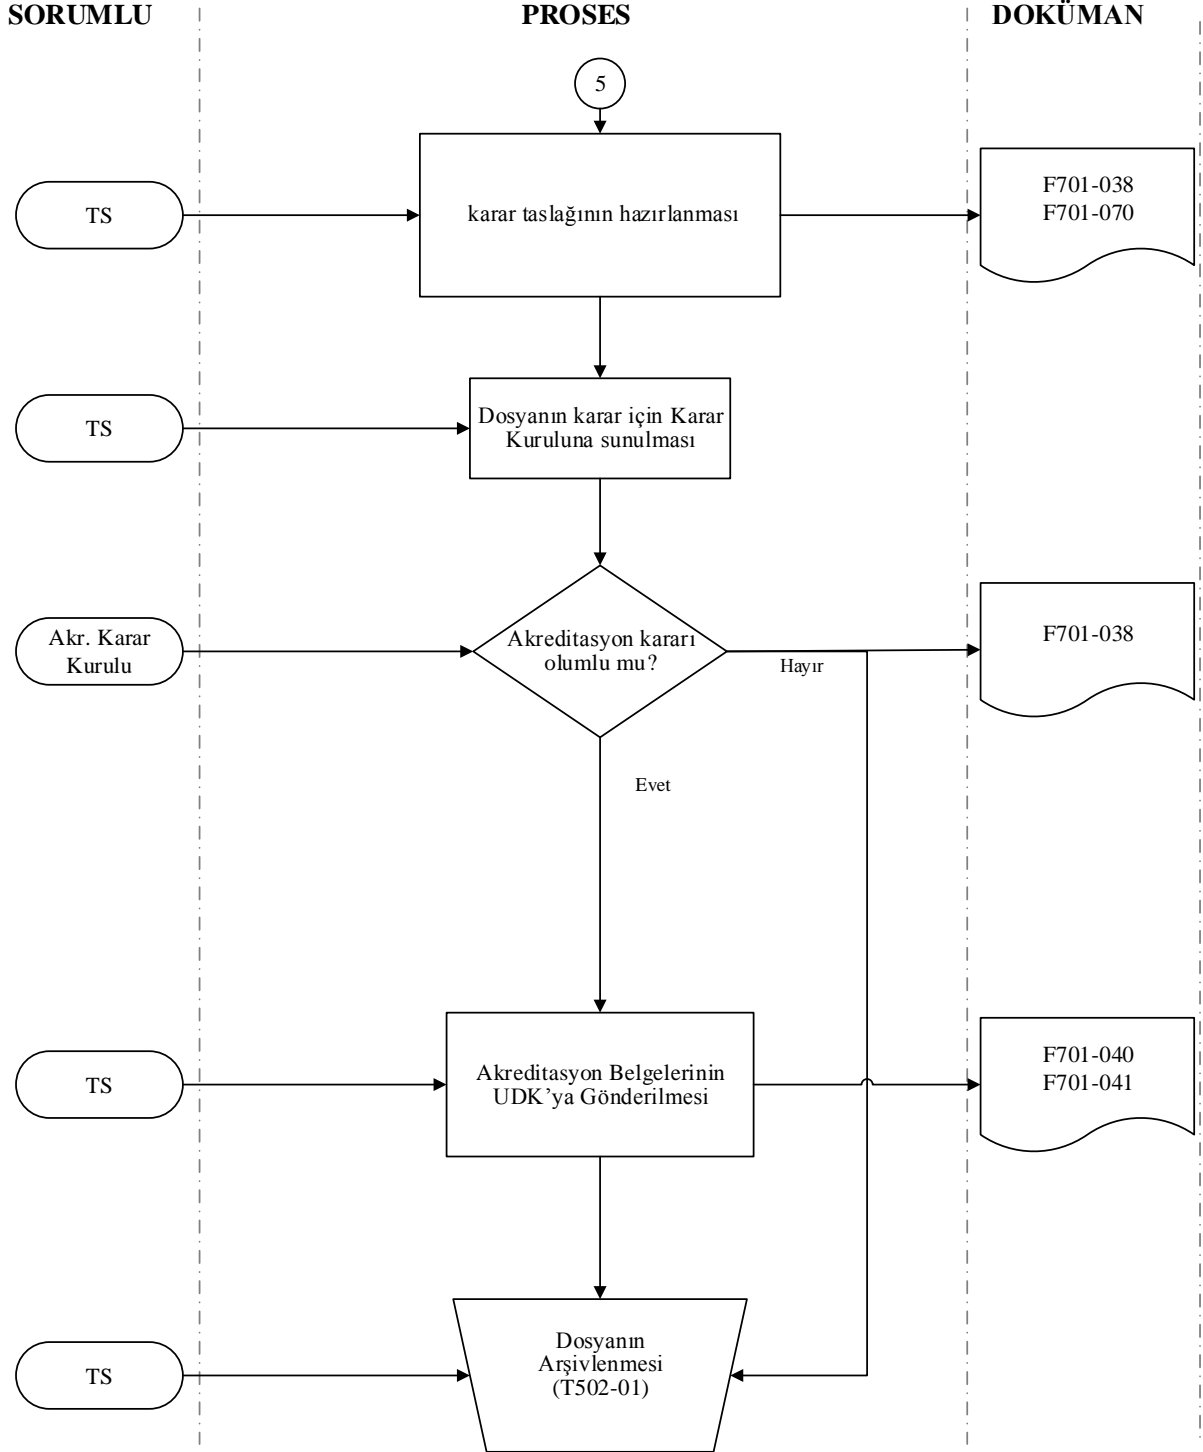 SORUMLU
PROSES
DOKÜMAN
5
TS
karar taslağının hazırlanması
F701-038
F701-070
TS
Dosyanın karar için Karar
Kuruluna sunulması
Akr. Karar
Kurulu
Akreditasyon kararı
olumlu mu?
Hayır
F701-038
Evet
TS
Akreditasyon Belgelerinin
UDK’ya Gönderilmesi
F701-040
F701-041
TS
Dosyanın
Arşivlenmesi
(T502-01)